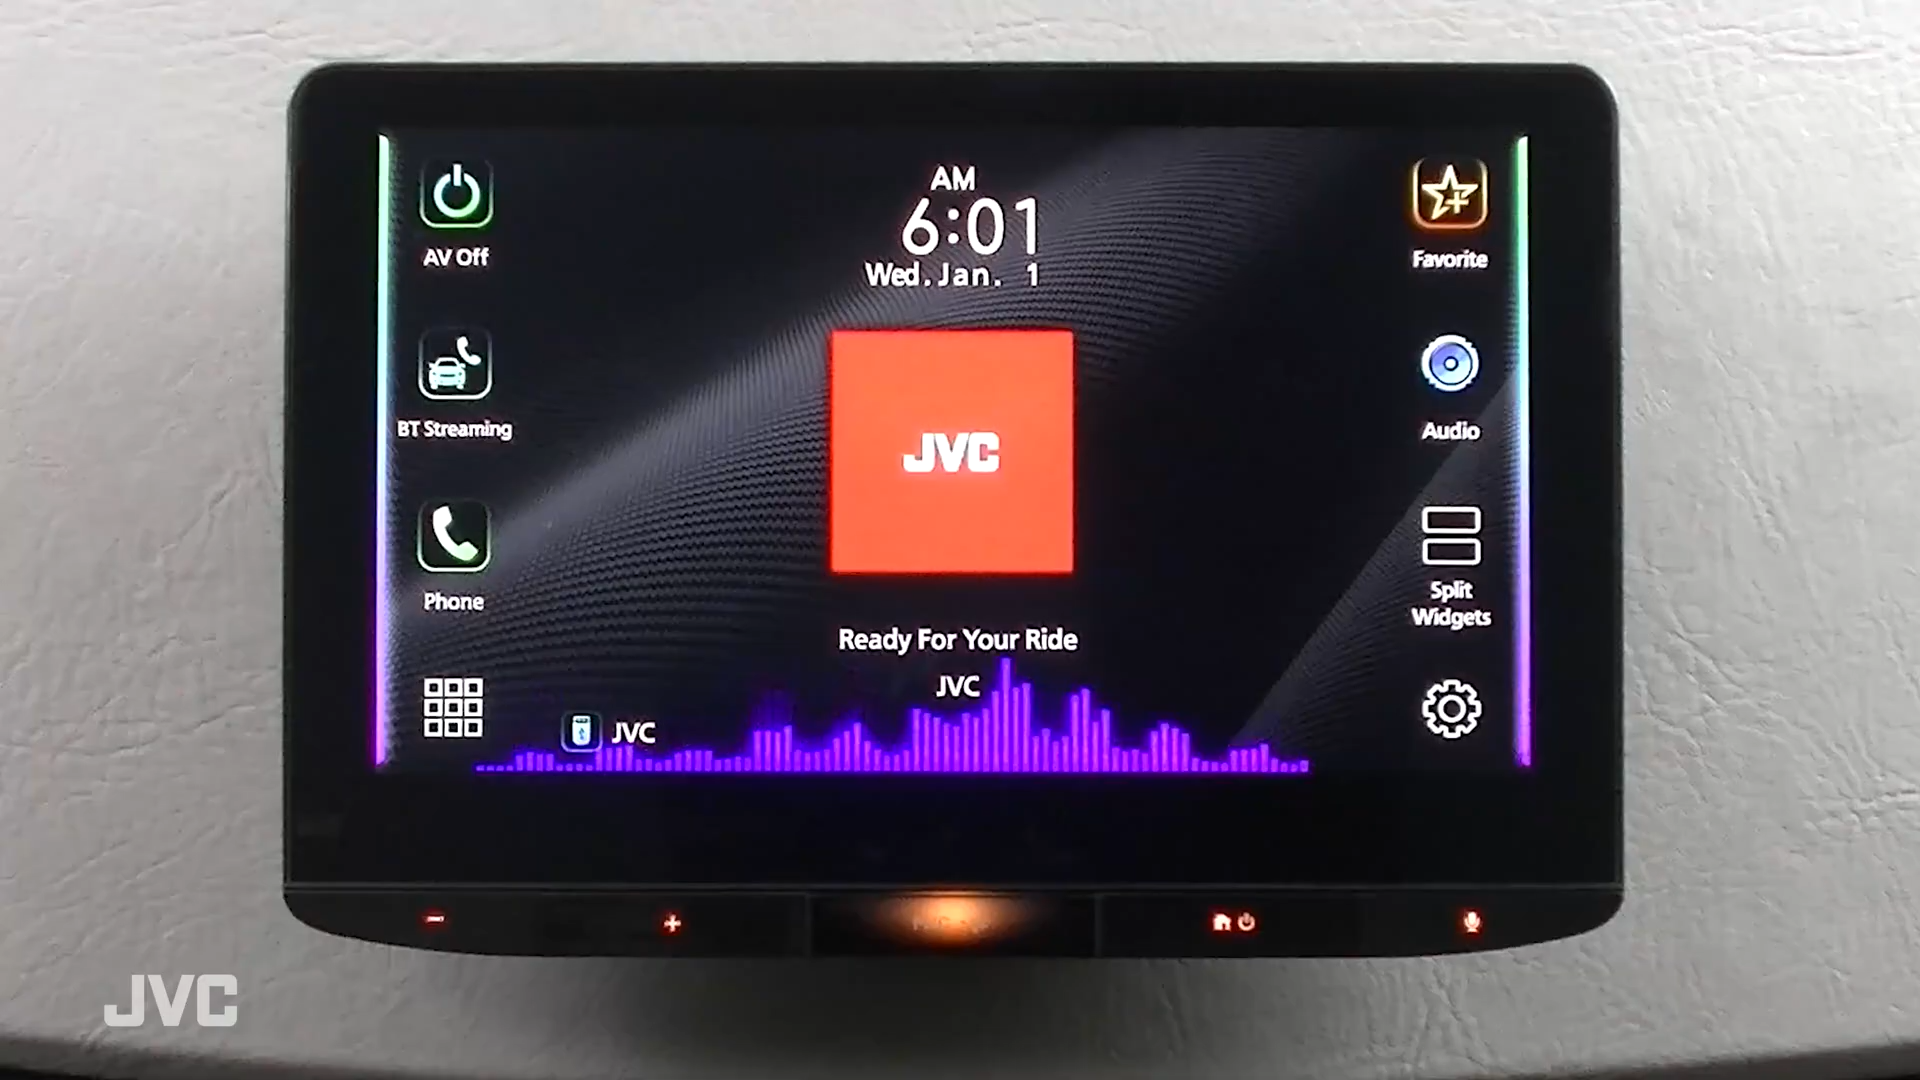 AV Off
BT Streaming
Phone
AM
6:01
Wed. Jan. 1
JVC
Ready For Your Ride
JVC
JVC
Favorite
Audio
Split
Widgets
JVC